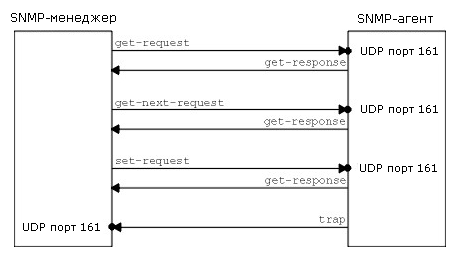 SNMP-менеджер
SNMP-агент
get-request
UDP порт 161
get-response
get-next-request
UDP порт 161
get-response
set-request
UDP порт 161
get-response
trap
UDP порт 161